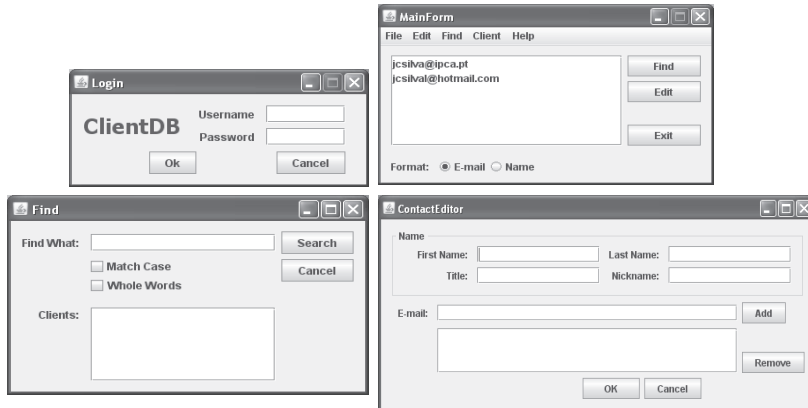 Login
ClientDB
Username
Password
Ok
Cancel
MainForm
File Edit Find Client Help
jcsilva@ipca.pt
jcsilval@hotmail.com
Find
Edit
Exit
Format: E-mail Name
Find
Find What:
Search
Match Case
Cancel
Whole Words
Clients:
ContactEditor
Name
First Name:
Last Name:
Title:
Nickname:
E-mail:
Add
Remove
OK
Cancel